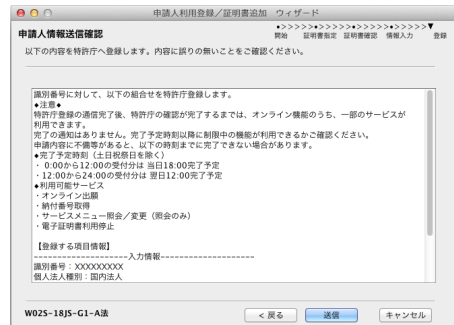 申請人利用登録／証明書追加　ウィザード
申請人情報送信確認
•>>>>>•>>>>>•>>>>>•>>>>>▼
開始 証明書指定 証明書確認 情報入力 登録
以下の内容を特許庁へ登録します。内容に誤りの無いことをご確認ください。
識別番号に対して、以下の組合せを特許庁登録します。
◆注意◆
特許庁登録の通信完了後、特許庁の確認が完了するまでは、オンライン機能のうち、一部のサービスが
利用できます。
完了の通知はありません。完了予定時刻以降に制限中の機能が利用できるかご確認ください。
申請内容に不備等があると、以下の時刻までに完了できない場合があります。
◆完了予定時刻（土日祝祭日を除く）
・ 0:00から12:00の受付分は 当日18:00完了予定
・12:00から24:00の受付分は 翌日12:00完了予定
◆利用可能サービス
・オンライン出願
・納付番号取得
・サービスメニュー照会／変更（照会のみ）
・電子証明書利用停止
【登録する項目情報】
--------------------入力情報--------------------
識別番号：XXXXXXXXX
個人法人種別：国内法人
W02S-18JS-G1-A法
< 戻る
送信
キャンセル